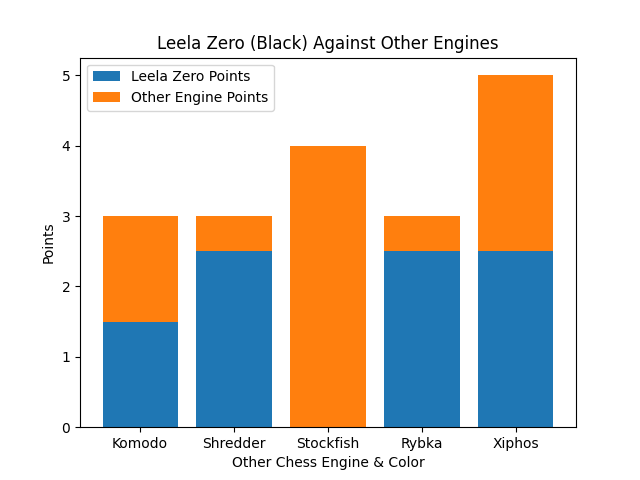 Leela Zero (Black) Against Other Engines
Leela Zero Points
Other Engine Points
5
4
3
2
1
0
Points
Komodo Shredder Stockfish Rybka Xiphos
Other Chess Engine & Color